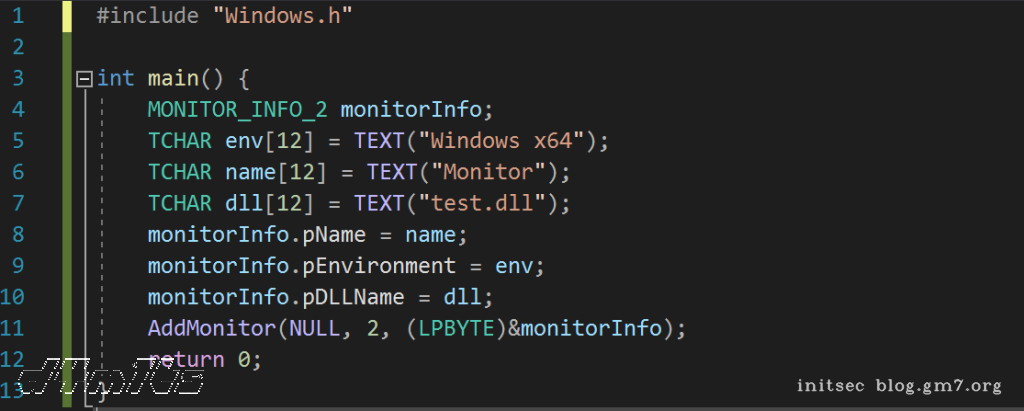 1 #include "Windows.h"
2
3 int main() {
4 MONITOR_INFO_2 monitorInfo;
5 TCHAR env[12] = TEXT("Windows x64");
6 TCHAR name[12] = TEXT("Monitor");
7 TCHAR dll[12] = TEXT("test.dll");
8 monitorInfo.pName = name;
9 monitorInfo.pEnvironment = env;
10 monitorInfo.pDLLName = dll;
11 AddMonitor(NULL, 2, (LPBYTE)&monitorInfo);
12 return 0;
13 }
initsec blog.gm7.org